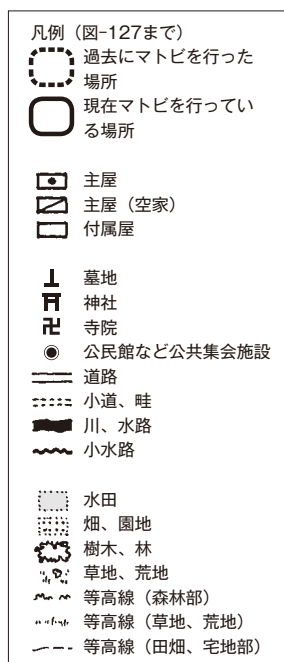 凡例（図-127まで）
過去にマトビを行った
場所
現在マトビを行ってい
る場所
主屋
主屋（空家）
付属屋
墓地
神社
寺院
公民館など公共集会施設
道路
小道、畦
川、水路
小水路
水田
畑、園地
樹木、林
草地、荒地
等高線（森林部）
等高線（草地、荒地）
等高線（田畑、宅地部）